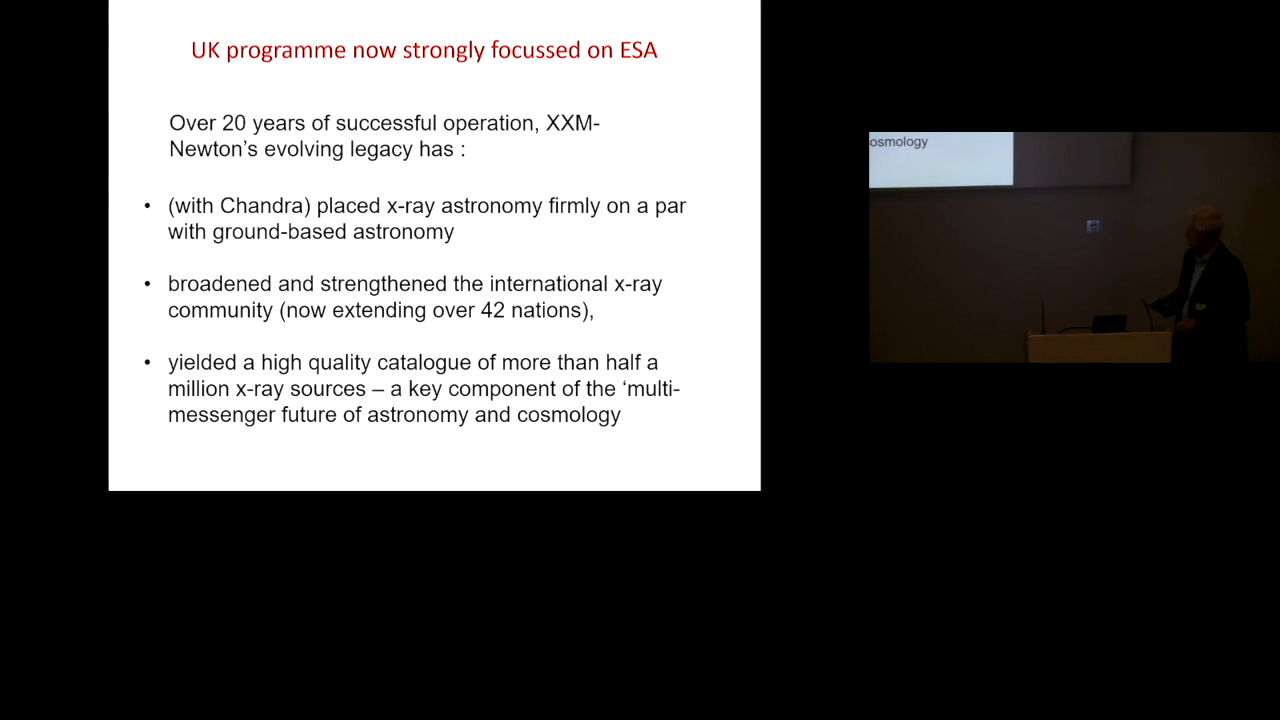 UK programme now strongly focussed on ESA
Over 20 years of successful operation, XXM-
Newton’s evolving legacy has :
• (with Chandra) placed x-ray astronomy firmly on a par
with ground-based astronomy
• broadened and strengthened the international x-ray
community (now extending over 42 nations),
• yielded a high quality catalogue of more than half a
million x-ray sources – a key component of the ‘multi-
messenger future of astronomy and cosmology
osmology